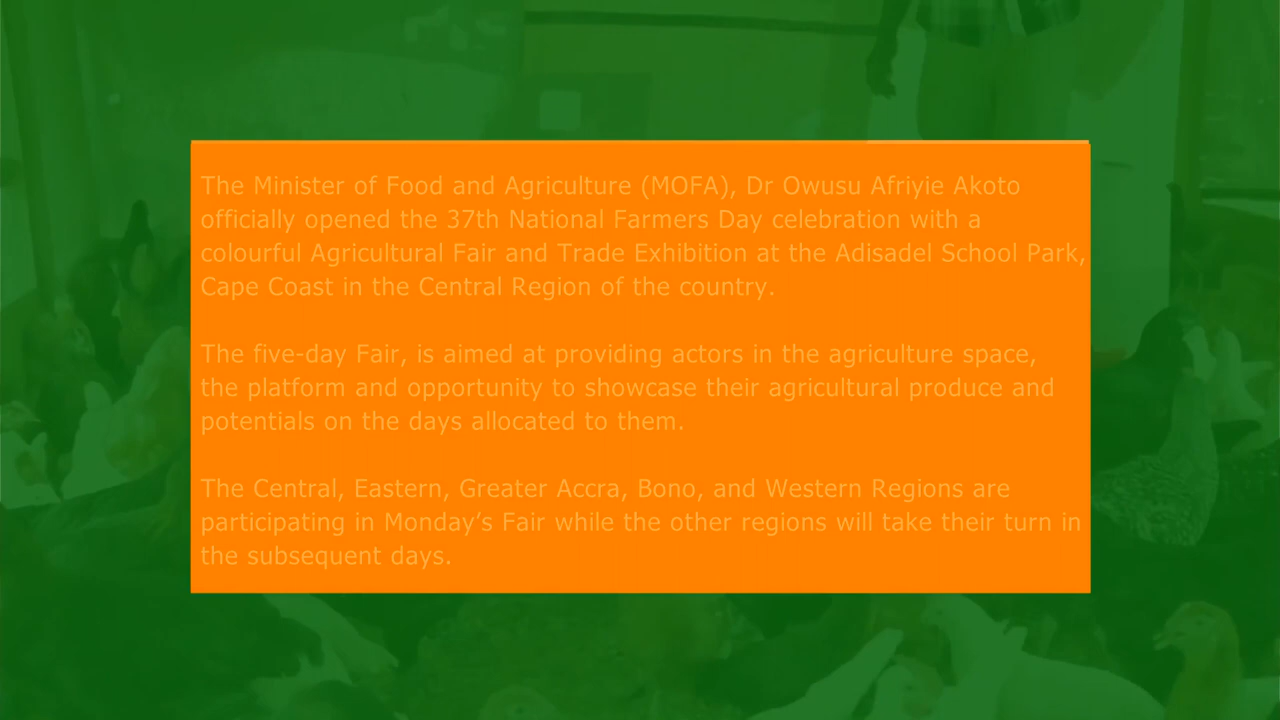 The Minister of Food and Agriculture (MOFA), Dr Owusu Afriyie Akoto
officially opened the 37th National Farmers Day celebration with a
colourful Agricultural Fair and Trade Exhibition at the Adisadel School Park,
Cape Coast in the Central Region of the country.
The five-day Fair, is aimed at providing actors in the agriculture space,
the platform and opportunity to showcase their agricultural produce and
potentials on the days allocated to them.
The Central, Eastern, Greater Accra, Bono, and Western Regions are
participating in Monday’s Fair while the other regions will take their turn in
the subsequent days.